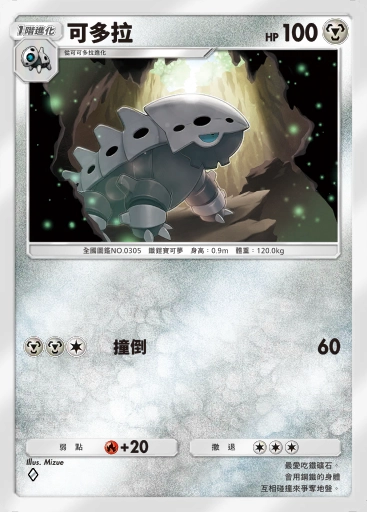 1階進化
可多拉
HP 100
從可可多拉進化
全國圖鑑NO.0305 鐵鎧寶可夢 身高：0.9m 體重：120.0kg
撞倒 60
弱點 +20
撤退
Illus. Mizue
最愛吃鐵礦石。
會用鋼鐵的身體
互相碰撞來爭奪地盤。